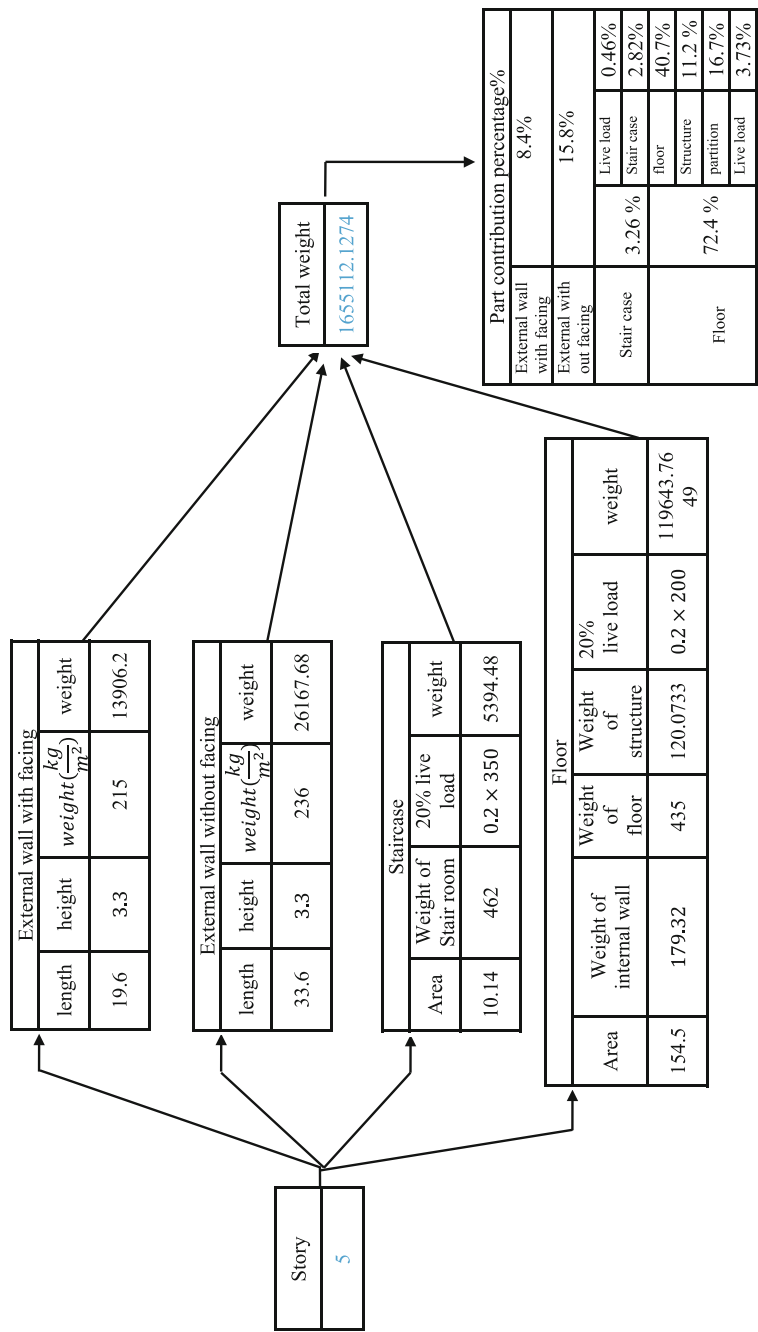 Story
5
External wall with facing
length height weight(kg/m²) weight
19.6 3.3 215 13906.2
External wall without facing
length height weight(kg/m²) weight
33.6 3.3 236 26167.68
Staircase
Area
Weight of
Stair room
20% live
load
weight
10.14 462 0.2 × 350 5394.48
Floor
Area
Weight of
internal wall
Weight
of
floor
Weight
of
structure
20%
live load
weight
154.5 179.32 435 120.0733 0.2 × 200
119643.76
49
Total weight
1655112.1274
Part contribution percentage%
External wall
with facing
8.4%
External with
out facing
15.8%
Stair case
3.26 %
Live load 0.46%
Stair case 2.82%
Floor
72.4 %
floor 40.7%
Structure 11.2 %
partition 16.7%
Live load 3.73%